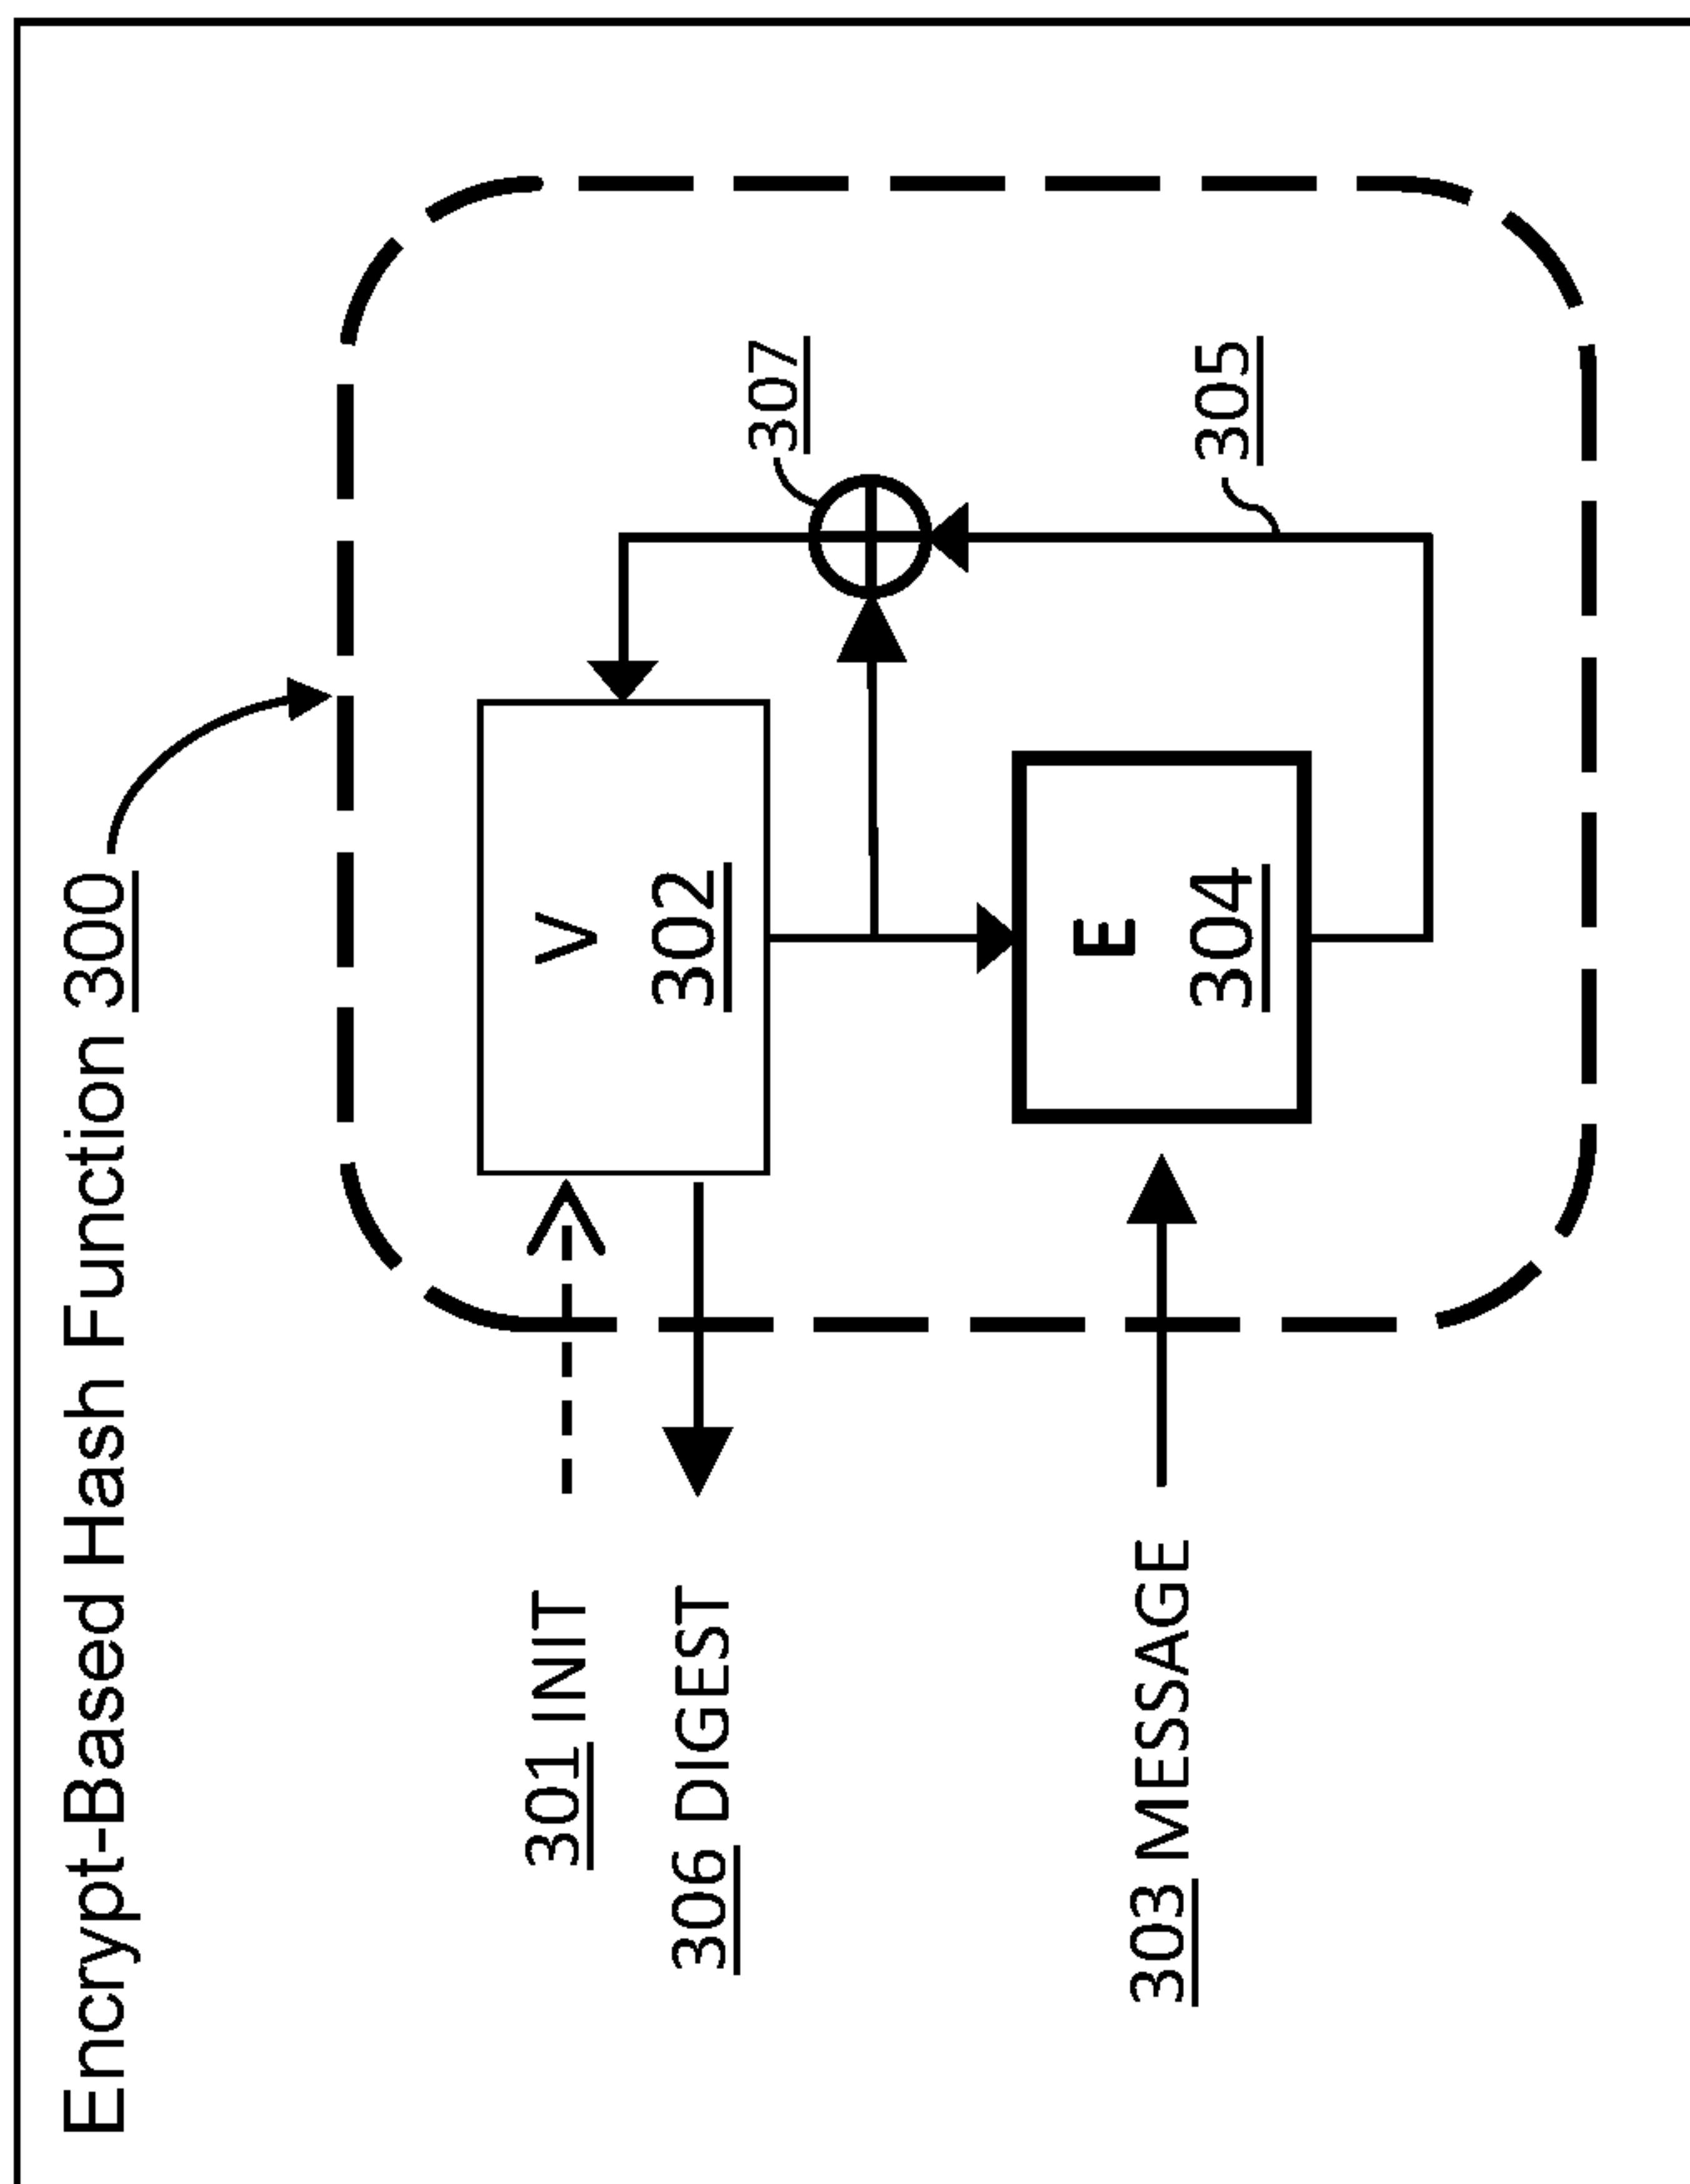 Encrypt-Based Hash Function 300
301 INIT
V
302
306 DIGEST
307
303 MESSAGE
E
304
305